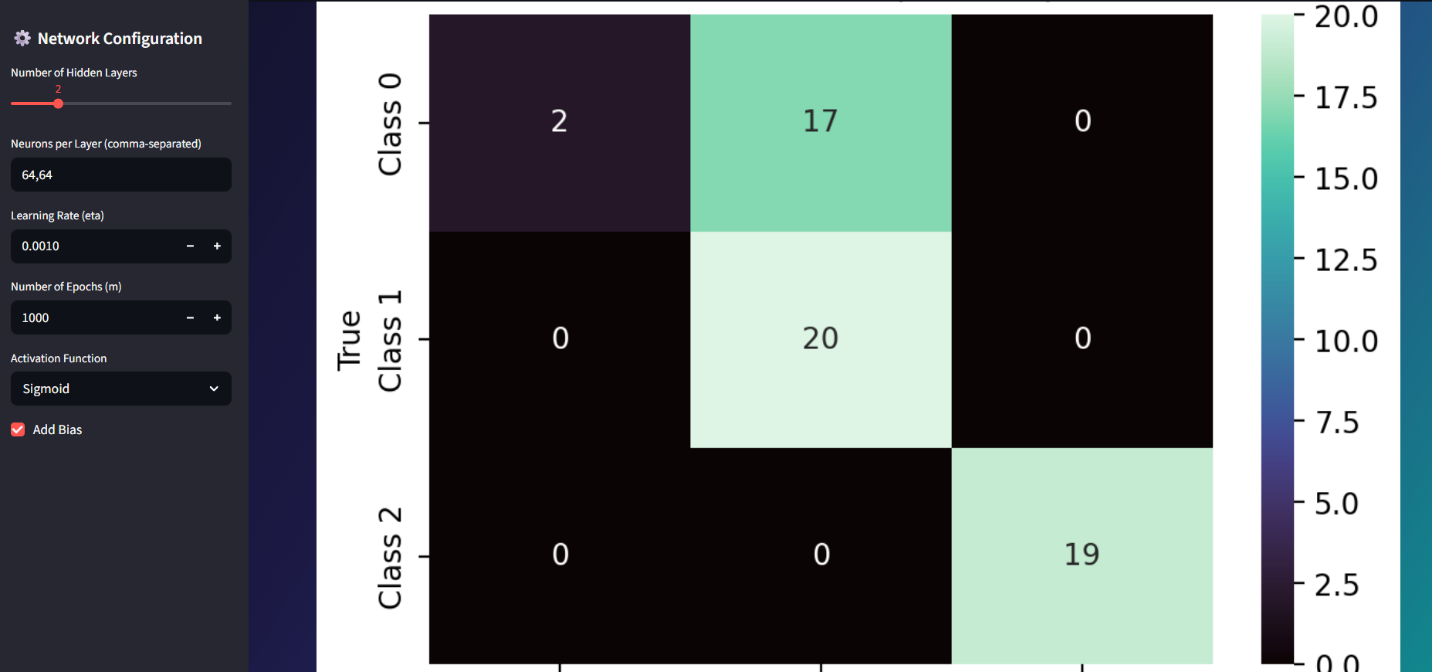 Network Configuration
Number of Hidden Layers
2
Neurons per Layer (comma-separated)
64,64
Learning Rate (eta)
0.0010
− +
Number of Epochs (m)
1000
− +
Activation Function
Sigmoid
Add Bias
True
Class 0
2 17 0
Class 1
0 20 0
Class 2
0 0 19
20.0
17.5
15.0
12.5
10.0
7.5
5.0
2.5
0.0